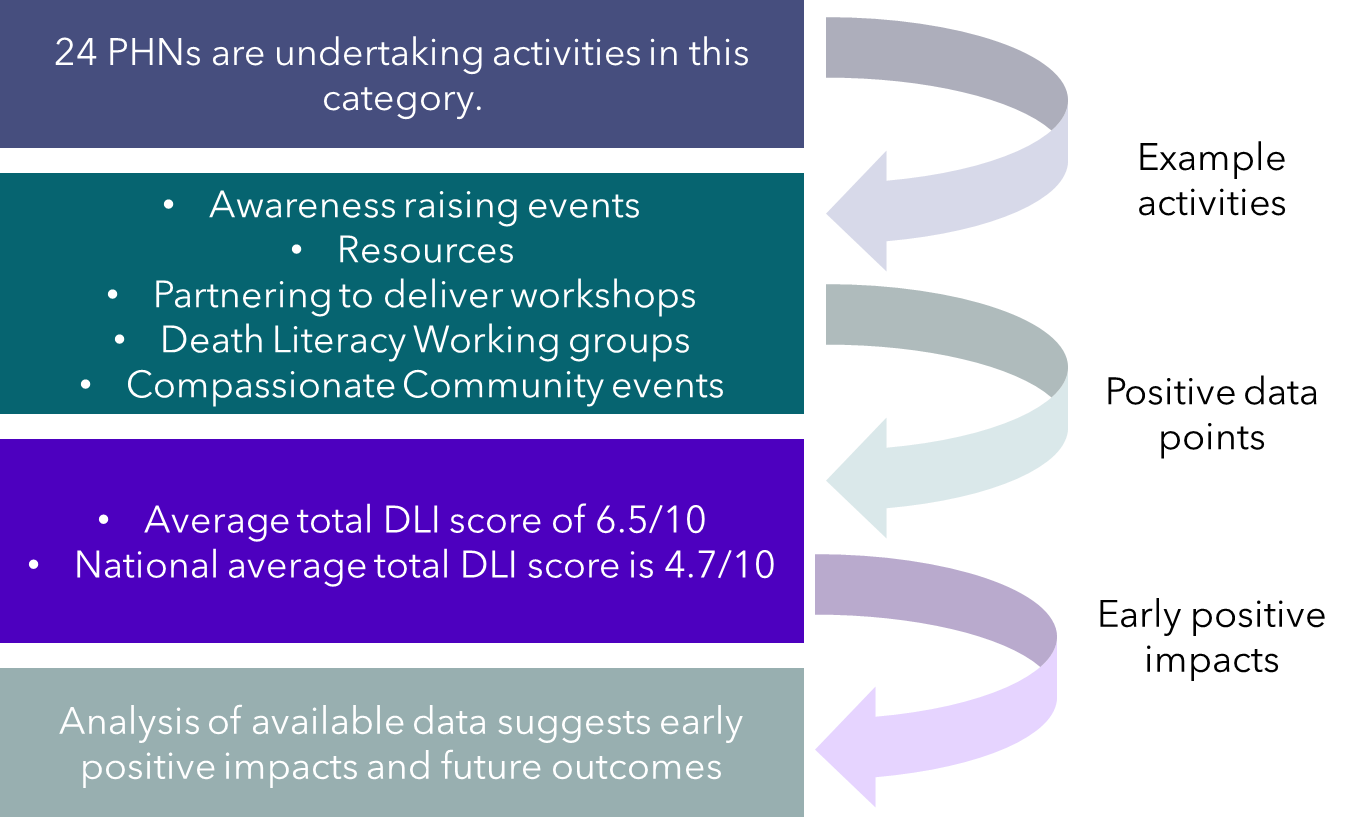 24 PHNs are undertaking activities in this
category.
• Awareness raising events
• Resources
• Partnering to deliver workshops
• Death Literacy Working groups
• Compassionate Community events
• Average total DLI score of 6.5/10
• National average total DLI score is 4.7/10
Analysis of available data suggests early
positive impacts and future outcomes
Example
activities
Positive data
points
Early positive
impacts